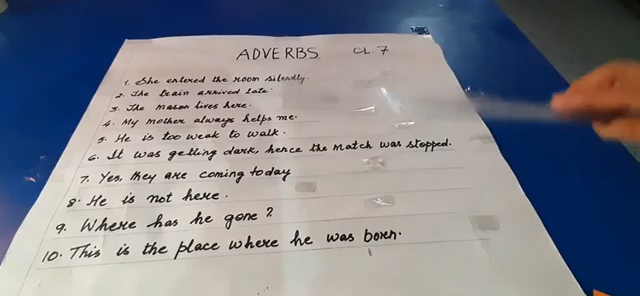 ADVERBS CL. 7
1. She entered the room silently.
2. The train arrived late.
3. The mason lives here.
4. My mother always helps me.
5. He is too weak to walk.
6. It was getting dark, hence the match was stopped.
7. Yes, they are coming today
8. He is not here.
9. Where has he gone?
10. This is the place where he was born.